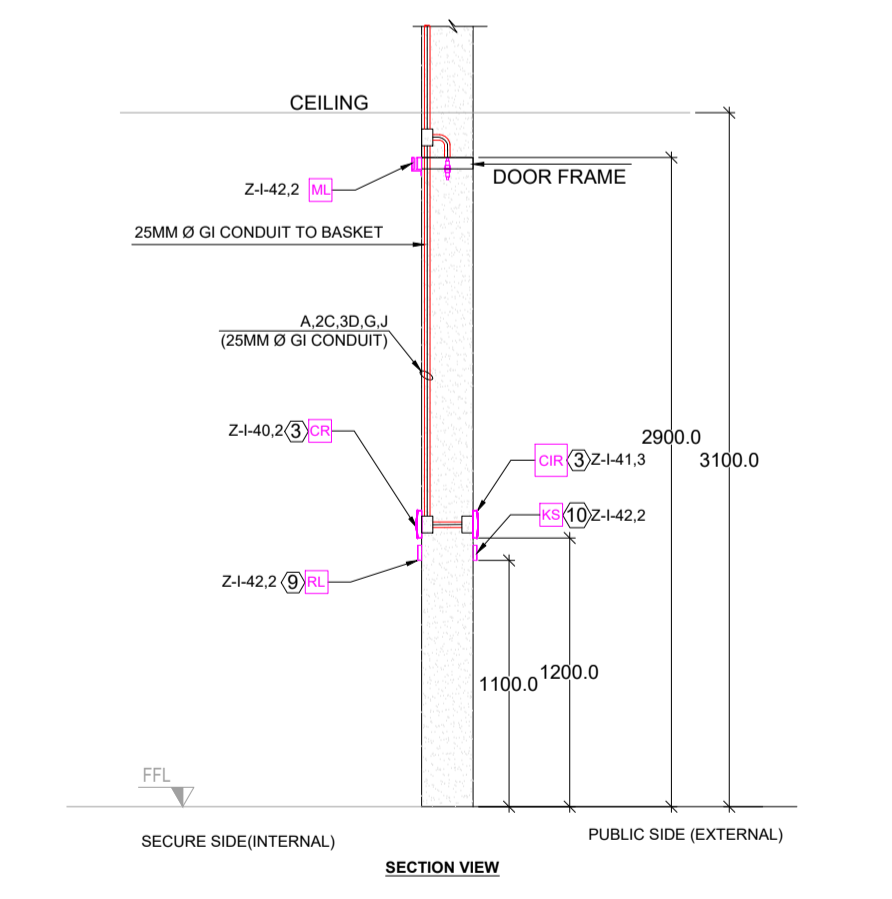 CEILING
Z-I-42,2 ML
DOOR FRAME
25MM Ø GI CONDUIT TO BASKET
A,2C,3D,G,J
(25MM Ø GI CONDUIT)
Z-I-40,2 3 CR
2900.0
3100.0
CIR 3 Z-I-41,3
KS 10 Z-I-42,2
Z-I-42,2 9 RL
1100.0
1200.0
FFL
SECURE SIDE(INTERNAL)
PUBLIC SIDE (EXTERNAL)
SECTION VIEW